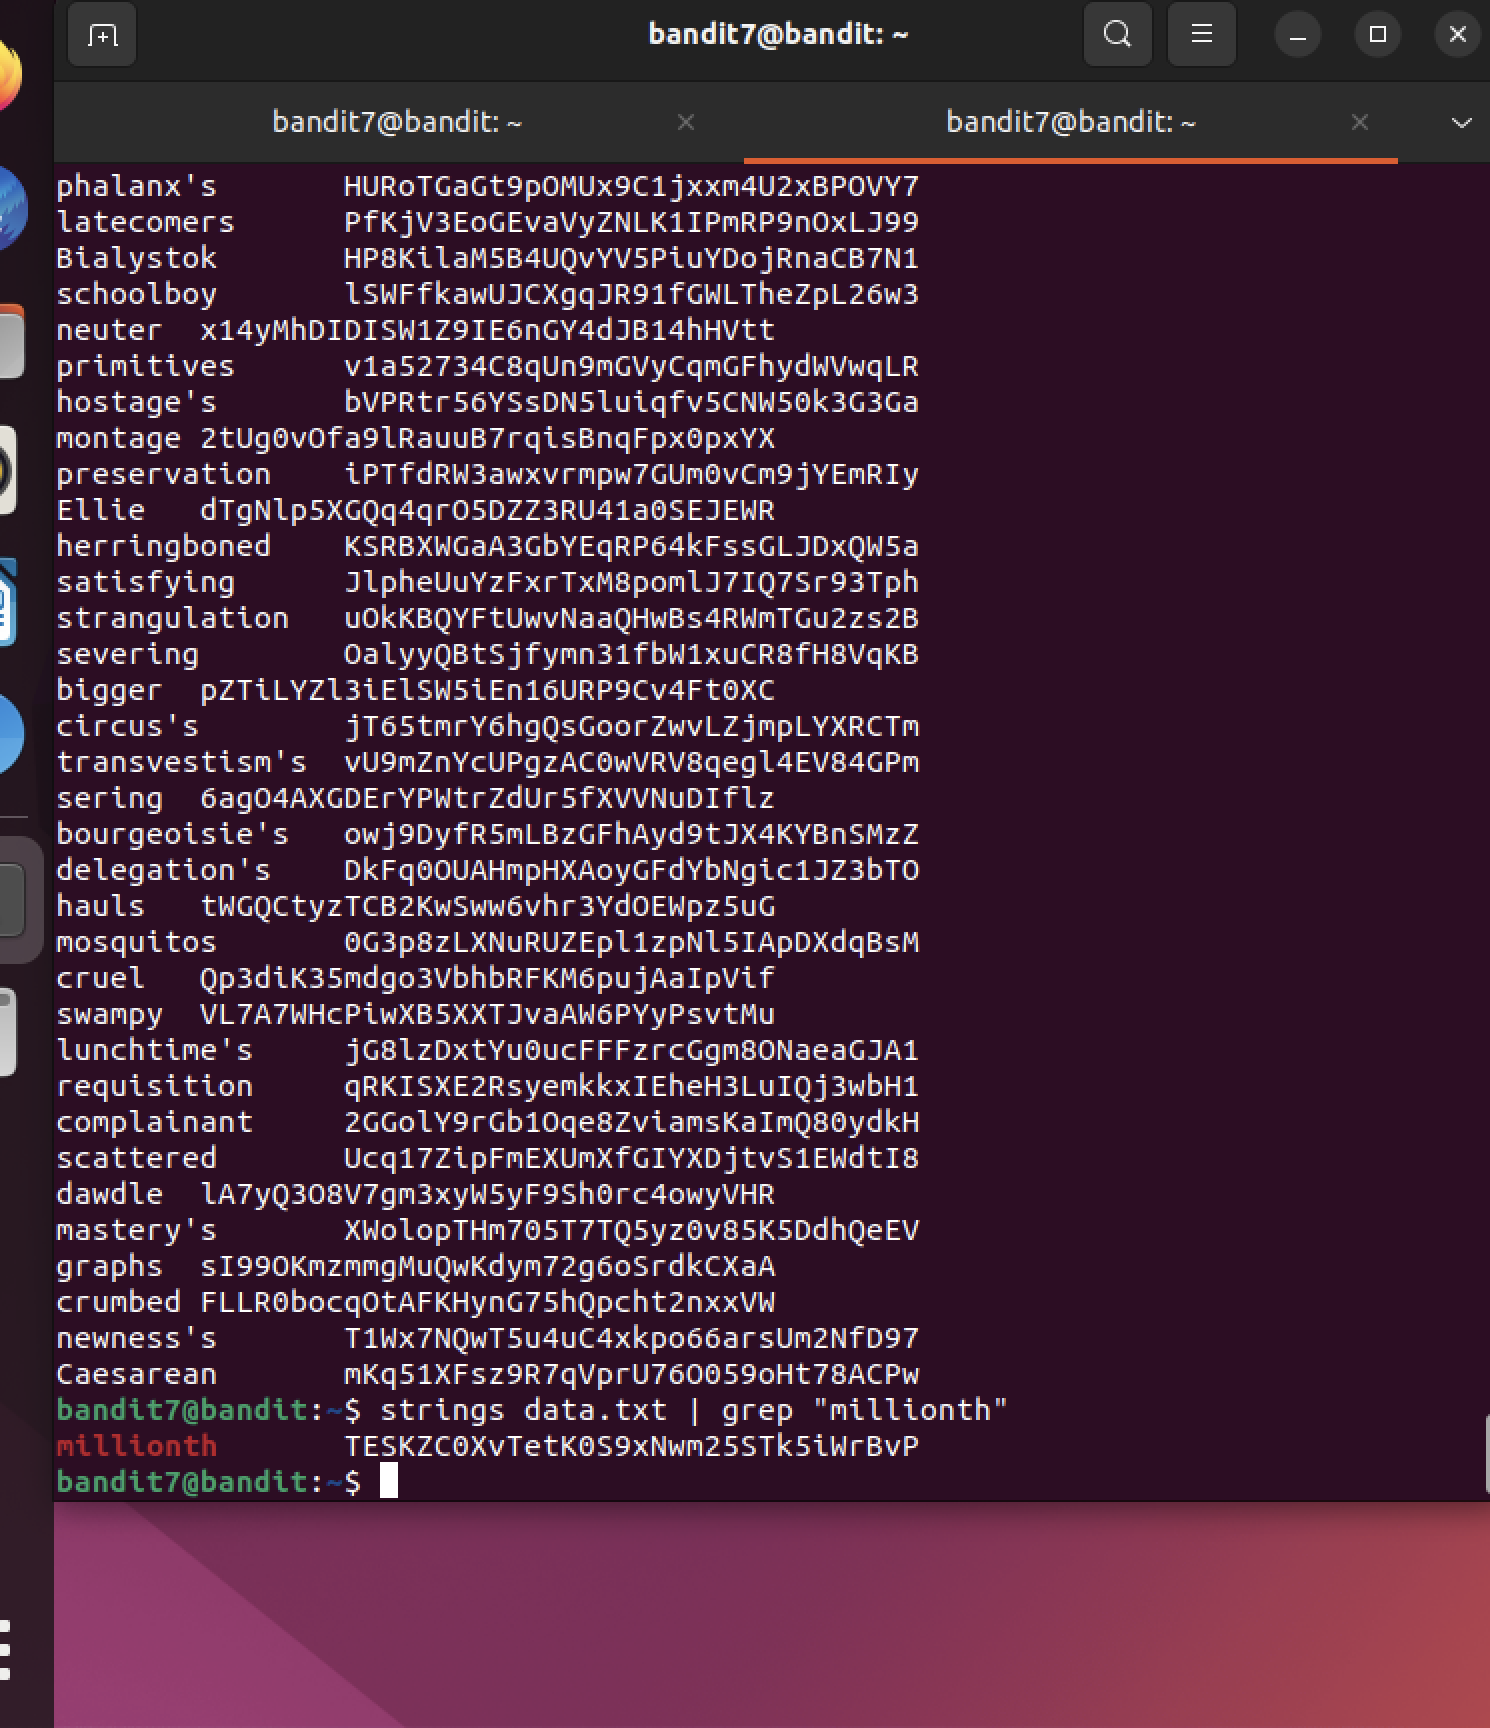 bandit7@bandit: ~
bandit7@bandit: ~
bandit7@bandit: ~
phalanx's HURoTGaGt9pOMUx9C1jxxm4U2xBPOVY7
latecomers PfKjV3EoGEvaVyZNLK1IPmRP9nOxLJ99
Bialystok HP8KilaM5B4UQvYV5PiuYDojRnaCB7N1
schoolboy lSWFfkawUJCXgqJR91fGWLTheZpL26w3
neuter x14yMhDIDISW1Z9IE6nGY4dJB14hHVtt
primitives v1a52734C8qUn9mGVyCqmGFhydWVwqLR
hostage's bVPRtr56YSsDN5luiqfv5CNW50k3G3Ga
montage 2tUg0vOfa9lRauuB7rqisBnqFpx0pxYX
preservation iPTfdRW3awxvrmpw7GUm0vCm9jYEmRIy
Ellie dTgNlp5XGQq4qrO5DZZ3RU41a0SEJEWR
herringboned KSRBXWGaA3GbYEqRP64kFssGLJDxQW5a
satisfying JlpheUuYzFxrTxM8pomlJ7IQ7Sr93Tph
strangulation uOkKBQYFtUwvNaaQHwBs4RWmTGu2zs2B
severing OalyyQBtSjfymn31fbW1xuCR8fH8VqKB
bigger pZTiLYZl3iElSW5iEn16URP9Cv4Ft0XC
circus's jT65tmrY6hgQsGoorZwvLZjmpLYXRCTm
transvestism's vU9mZnYcUPgzAC0wVRV8qegl4EV84GPm
sering 6agO4AXGDErYPWtrZdUr5fXVVNuDIflz
bourgeoisie's owj9DyfR5mLBzGFhAyd9tJX4KYBnSMzZ
delegation's DkFq0OUAHmpHXAoyGFdYbNgic1JZ3bTO
hauls tWGQCtyzTCB2KwSww6vhr3YdOEWpz5uG
mosquitos 0G3p8zLXNuRUZEpl1zpNl5IApDXdqBsM
cruel Qp3diK35mdgo3VbhbRFKM6pujAaIpVif
swampy VL7A7WHcPiwXB5XXTJvaAW6PYyPsvtMu
lunchtime's jG8lzDxtYu0ucFFFzrcGgm8ONaeaGJA1
requisition qRKISXE2RsyemkkxIEheH3LuIQj3wbH1
complainant 2GGolY9rGb1Oqe8ZviamsKaImQ80ydkH
scattered Ucq17ZipFmEXUmXfGIYXDjtvS1EWdtI8
dawdle lA7yQ3O8V7gm3xyW5yF9Sh0rc4owyVHR
mastery's XWolopTHm705T7TQ5yz0v85K5DdhQeEV
graphs sI99OKmzmmgMuQwKdym72g6oSrdkCXaA
crumbed FLLR0bocqOtAFKHynG75hQpcht2nxxVW
newness's T1Wx7NQwT5u4uC4xkpo66arsUm2NfD97
Caesarean mKq51XFsz9R7qVprU76O059oHt78ACPw
bandit7@bandit:~$ strings data.txt | grep "millionth"
millionth TESKZC0XvTetK0S9xNwm25STk5iWrBvP
bandit7@bandit:~$